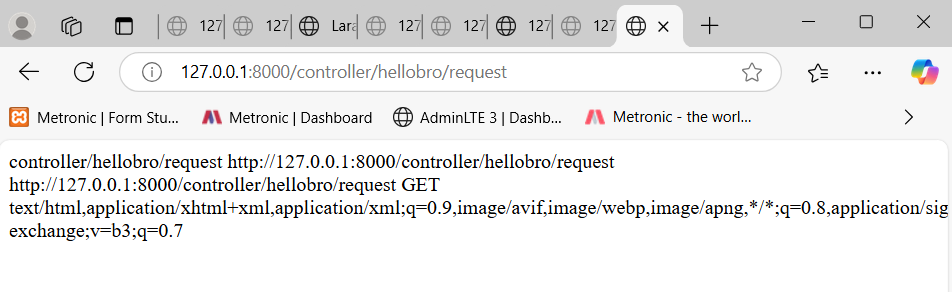 127 127 Lara 127 127 127 127
127.0.0.1:8000/controller/hellobro/request
Metronic | Form Stu... Metronic | Dashboard AdminLTE 3 | Dashb... Metronic - the worl...
controller/hellobro/request http://127.0.0.1:8000/controller/hellobro/request
http://127.0.0.1:8000/controller/hellobro/request GET
text/html,application/xhtml+xml,application/xml;q=0.9,image/avif,image/webp,image/apng,*/*;q=0.8,application/sig
exchange;v=b3;q=0.7